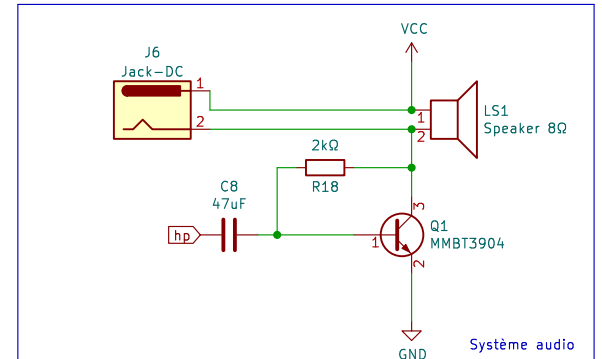 VCC
J6
Jack-DC
1
2
1
2
LS1
Speaker 8Ω
2kΩ
R18
C8
47uF
hp
3
1
2
Q1
MMBT3904
GND
Système audio